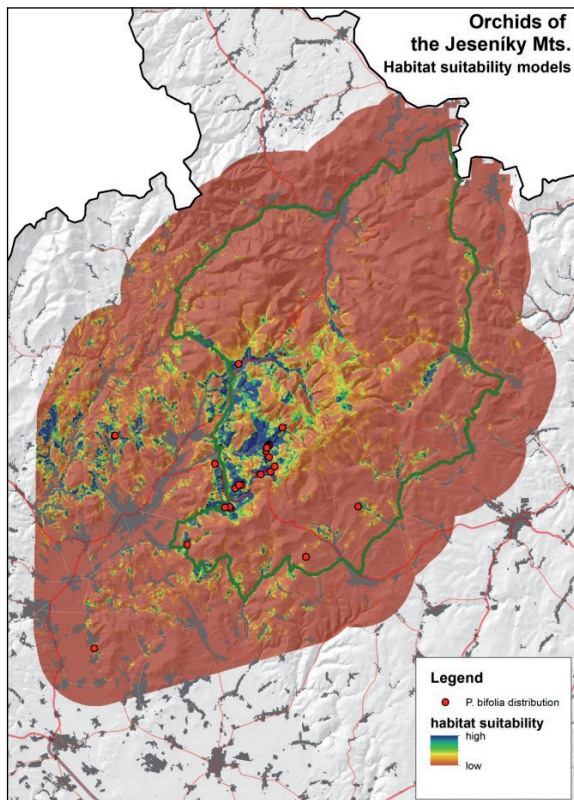 Orchids of
the Jeseníky Mts.
Habitat suitability models
Legend
P. bifolia distribution
habitat suitability
high
low